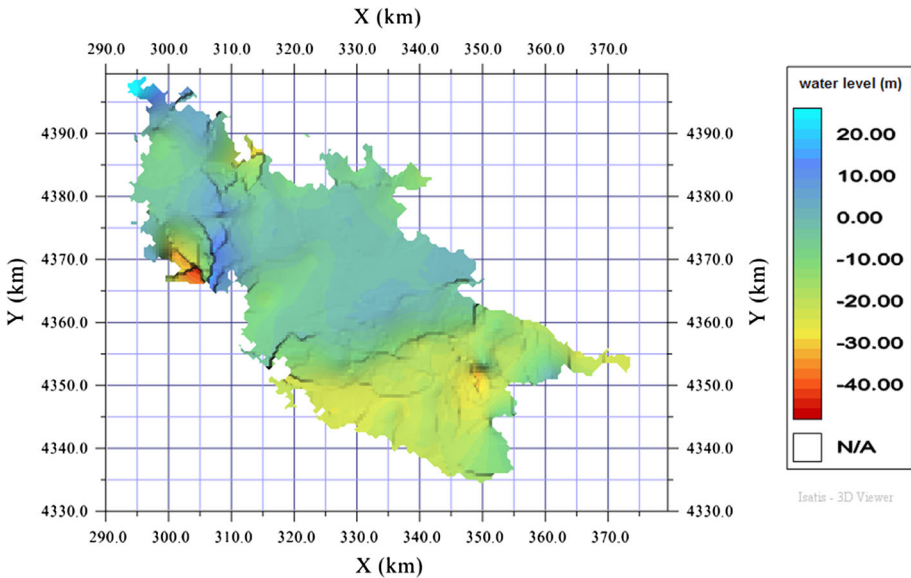 X (km)
290.0 300.0 310.0 320.0 330.0 340.0 350.0 360.0 370.0
water level (m)
4390.0 4390.0 20.00
4380.0 4380.0 10.00
0.00
4370.0 4370.0 -10.00
Y (km) Y (km)
4360.0 4360.0 -20.00
-30.00
4350.0 4350.0 -40.00
4340.0 4340.0 N/A
Isatis - 3D Viewer
4330.0 4330.0
290.0 300.0 310.0 320.0 330.0 340.0 350.0 360.0 370.0
X (km)